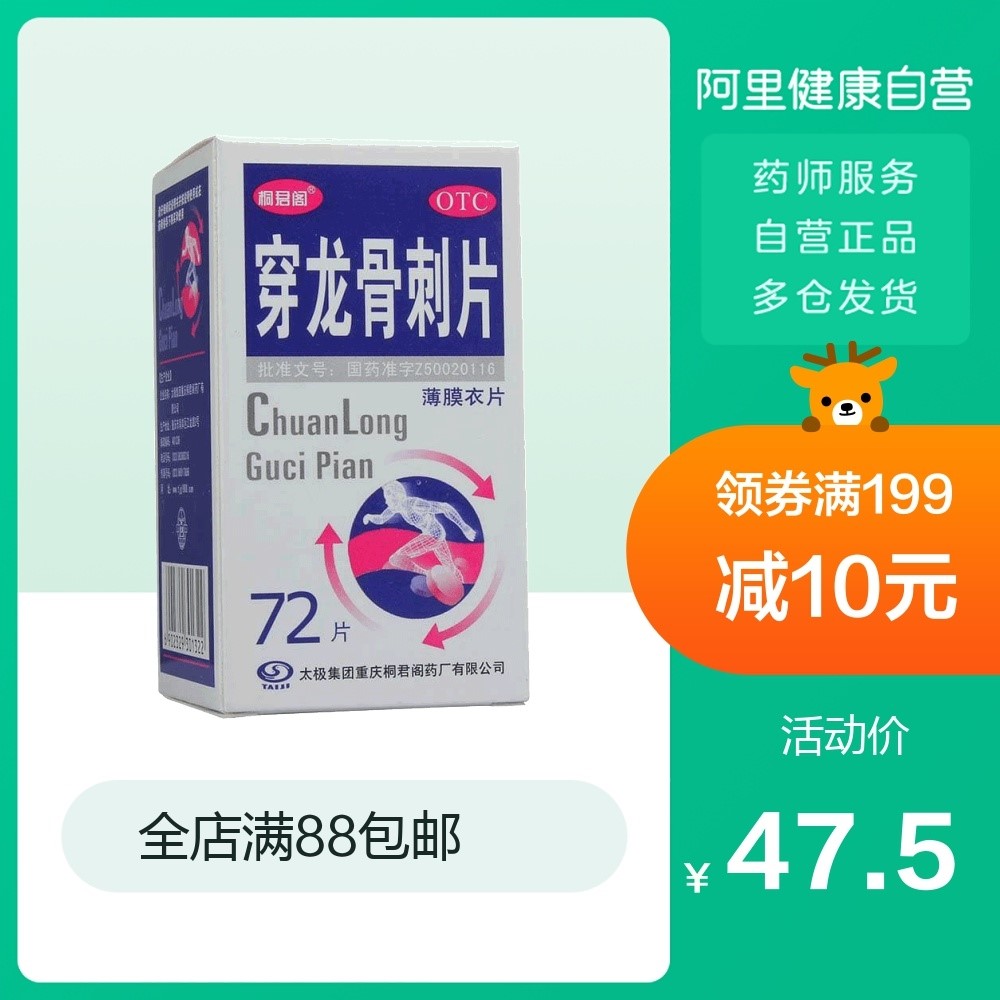 阿里健康自营
药师服务
自营正品
多仓发货
桐君阁®
OTC
穿龙骨刺片
批准文号：国药准字Z50020116
薄膜衣片
ChuanLong
Guci Pian
72片
TAIJI
太极集团重庆桐君阁药厂有限公司
ChuanLong
Guci Pian
6902329301322
领券满199
减10元
活动价
¥47.5
全店满88包邮